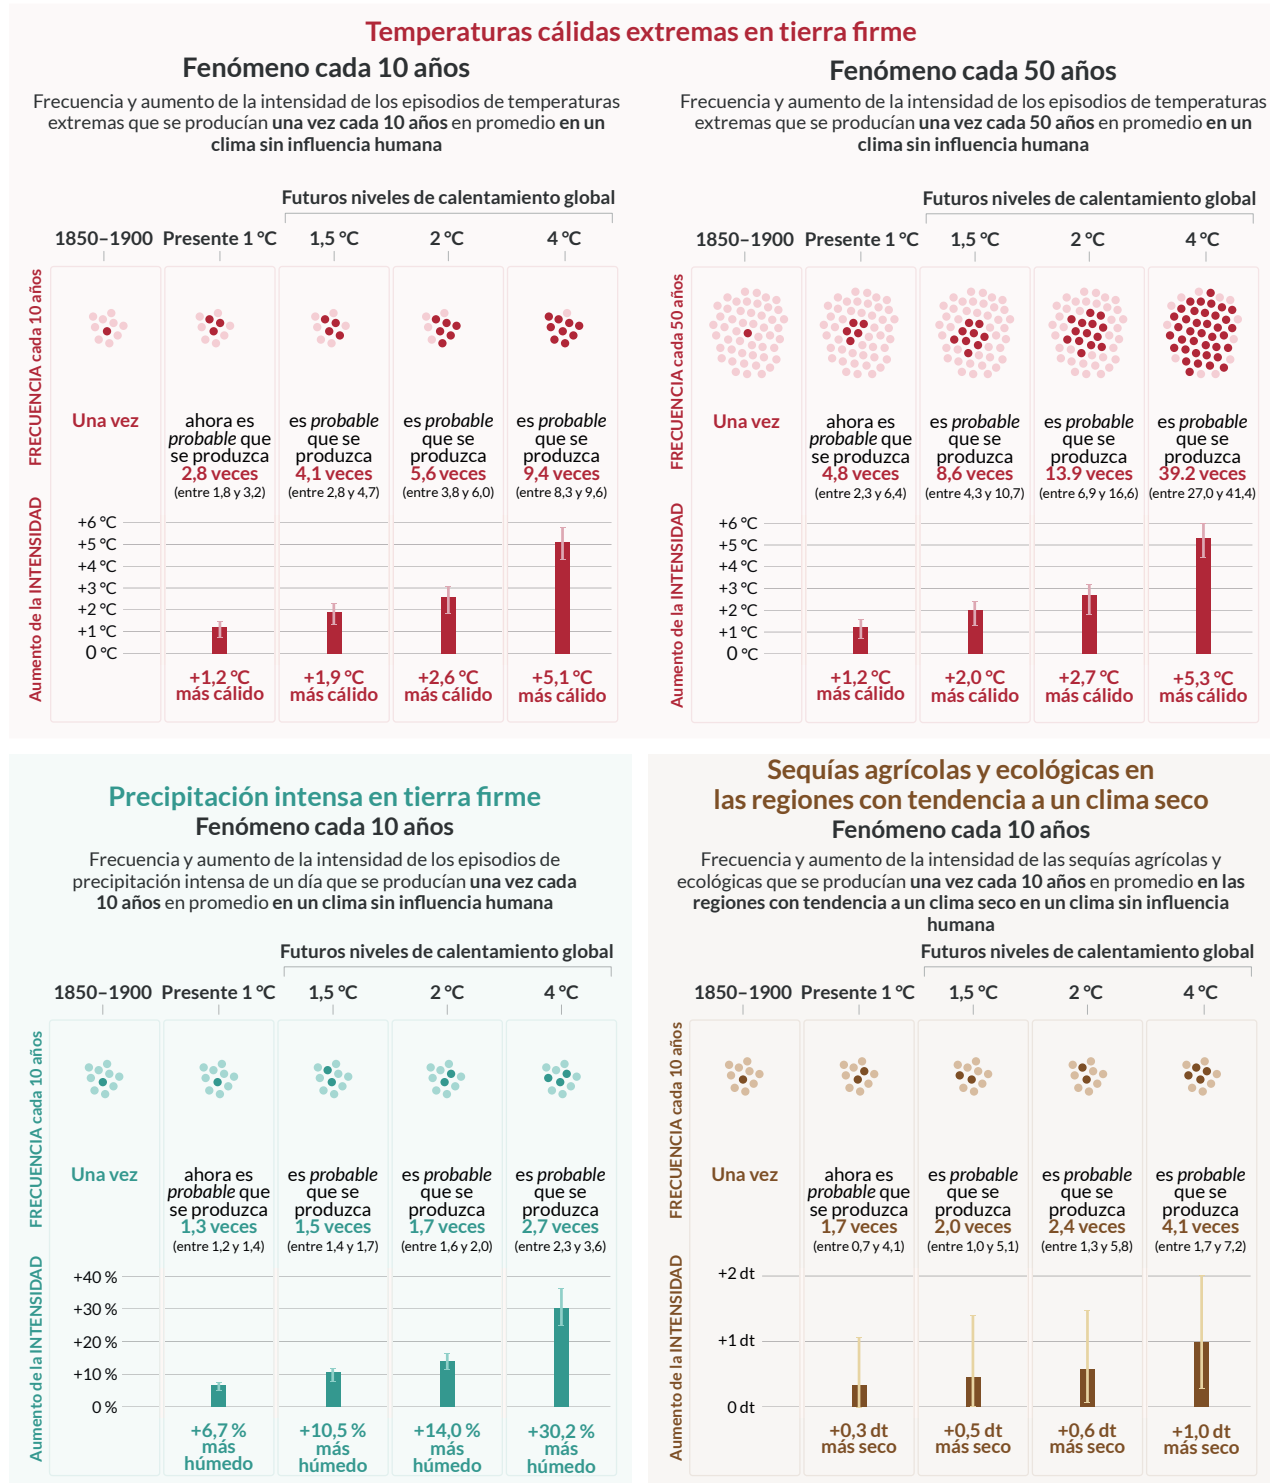 Temperaturas cálidas extremas en tierra firme
Fenómeno cada 10 años
Frecuencia y aumento de la intensidad de los episodios de temperaturas
extremas que se producían una vez cada 10 años en promedio en un
clima sin influencia humana
Futuros niveles de calentamiento global
1850–1900 Presente 1 °C 1,5 °C 2 °C 4 °C
FRECUENCIA cada 10 años
Una vez
ahora es
probable que
se produzca
2,8 veces
(entre 1,8 y 3,2)
es probable
que se
produzca
4,1 veces
(entre 2,8 y 4,7)
es probable
que se
produzca
5,6 veces
(entre 3,8 y 6,0)
es probable
que se
produzca
9,4 veces
(entre 8,3 y 9,6)
Aumento de la INTENSIDAD
+6 °C
+5 °C
+4 °C
+3 °C
+2 °C
+1 °C
0 °C
+1,2 °C
más cálido
+1,9 °C
más cálido
+2,6 °C
más cálido
+5,1 °C
más cálido
Fenómeno cada 50 años
Frecuencia y aumento de la intensidad de los episodios de temperaturas
extremas que se producían una vez cada 50 años en promedio en un
clima sin influencia humana
Futuros niveles de calentamiento global
1850–1900 Presente 1 °C 1,5 °C 2 °C 4 °C
FRECUENCIA cada 50 años
Una vez
ahora es
probable que
se produzca
4,8 veces
(entre 2,3 y 6,4)
es probable
que se
produzca
8,6 veces
(entre 4,3 y 10,7)
es probable
que se
produzca
13.9 veces
(entre 6,9 y 16,6)
es probable
que se
produzca
39.2 veces
(entre 27,0 y 41,4)
Aumento de la INTENSIDAD
+6 °C
+5 °C
+4 °C
+3 °C
+2 °C
+1 °C
0 °C
+1,2 °C
más cálido
+2,0 °C
más cálido
+2,7 °C
más cálido
+5,3 °C
más cálido
Precipitación intensa en tierra firme
Fenómeno cada 10 años
Frecuencia y aumento de la intensidad de los episodios de
precipitación intensa de un día que se producían una vez cada
10 años en promedio en un clima sin influencia humana
Futuros niveles de calentamiento global
1850–1900 Presente 1 °C 1,5 °C 2 °C 4 °C
FRECUENCIA cada 10 años
Una vez
ahora es
probable que
se produzca
1,3 veces
(entre 1,2 y 1,4)
es probable
que se
produzca
1,5 veces
(entre 1,4 y 1,7)
es probable
que se
produzca
1,7 veces
(entre 1,6 y 2,0)
es probable
que se
produzca
2,7 veces
(entre 2,3 y 3,6)
Aumento de la INTENSIDAD
+40 %
+30 %
+20 %
+10 %
0 %
+6,7 %
más
húmedo
+10,5 %
más
húmedo
+14,0 %
más
húmedo
+30,2 %
más
húmedo
Sequías agrícolas y ecológicas en
las regiones con tendencia a un clima seco
Fenómeno cada 10 años
Frecuencia y aumento de la intensidad de las sequías agrícolas y
ecológicas que se producían una vez cada 10 años en promedio en las
regiones con tendencia a un clima seco en un clima sin influencia
humana
Futuros niveles de calentamiento global
1850–1900 Presente 1 °C 1,5 °C 2 °C 4 °C
FRECUENCIA cada 10 años
Una vez
ahora es
probable que
se produzca
1,7 veces
(entre 0,7 y 4,1)
es probable
que se
produzca
2,0 veces
(entre 1,0 y 5,1)
es probable
que se
produzca
2,4 veces
(entre 1,3 y 5,8)
es probable
que se
produzca
4,1 veces
(entre 1,7 y 7,2)
Aumento de la INTENSIDAD
+2 dt
+1 dt
0 dt
+0,3 dt
más seco
+0,5 dt
más seco
+0,6 dt
más seco
+1,0 dt
más seco